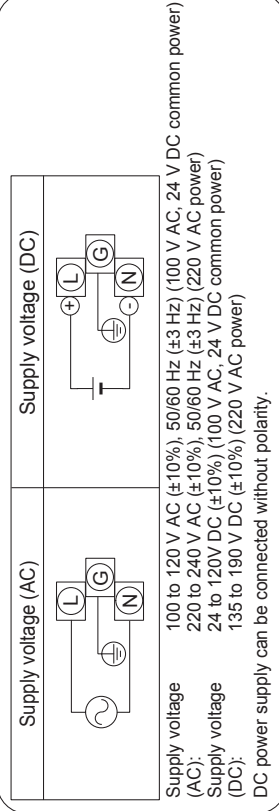 Supply voltage (AC)
Supply voltage (DC)
L
G
N
+
-
L
G
N
Supply voltage (AC): 100 to 120 V AC (±10%), 50/60 Hz (±3 Hz) (100 V AC, 24 V DC common power)
220 to 240 V AC (±10%), 50/60 Hz (±3 Hz) (220 V AC power)
Supply voltage (DC): 24 to 120V DC (±10%) (100 V AC, 24 V DC common power)
135 to 190 V DC (±10%) (220 V AC power)
DC power supply can be connected without polarity.